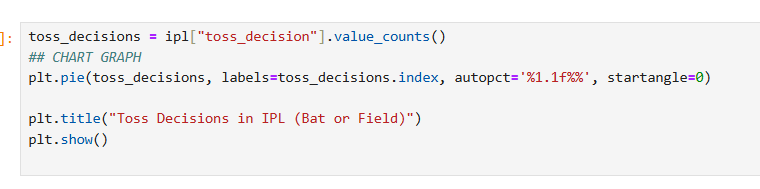 ]:
toss_decisions = ipl["toss_decision"].value_counts()
## CHART GRAPH
plt.pie(toss_decisions, labels=toss_decisions.index, autopct='%1.1f%%', startangle=0)
plt.title("Toss Decisions in IPL (Bat or Field)")
plt.show()